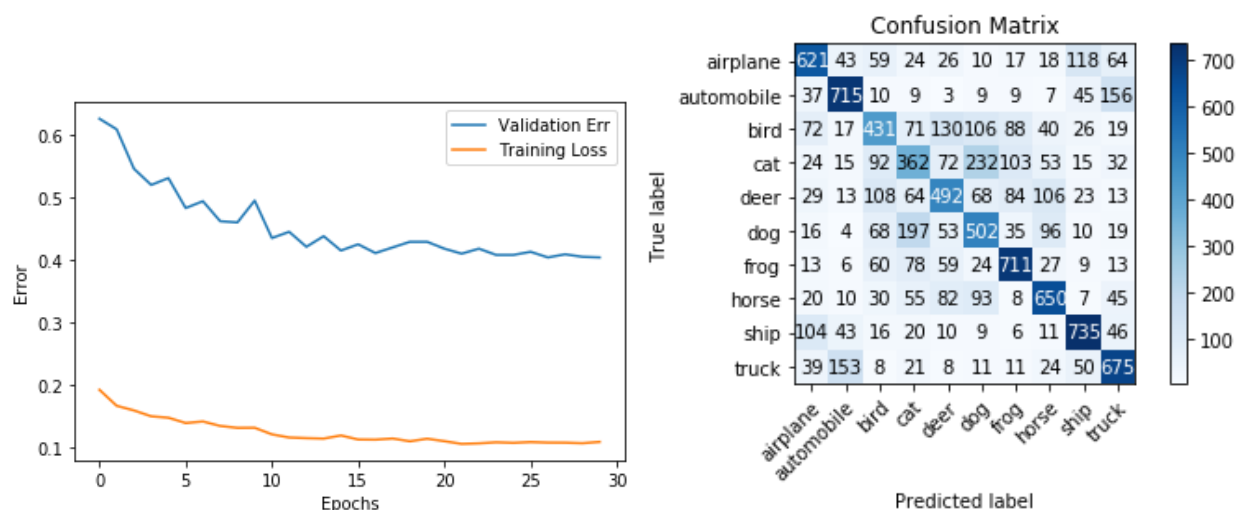 Validation Err
Training Loss
0.6
0.5
0.4
0.3
0.2
0.1
Error
0 5 10 15 20 25 30
Epochs
Confusion Matrix
airplane 621 43 59 24 26 10 17 18 118 64
automobile 37 715 10 9 3 9 9 7 45 156
bird 72 17 431 71 130 106 88 40 26 19
cat 24 15 92 362 72 232 103 53 15 32
deer 29 13 108 64 492 68 84 106 23 13
dog 16 4 68 197 53 502 35 96 10 19
frog 13 6 60 78 59 24 711 27 9 13
horse 20 10 30 55 82 93 8 650 7 45
ship 104 43 16 20 10 9 6 11 735 46
truck 39 153 8 21 8 11 11 24 50 675
True label
airplane automobile bird cat deer dog frog horse ship truck
Predicted label
700
600
500
400
300
200
100